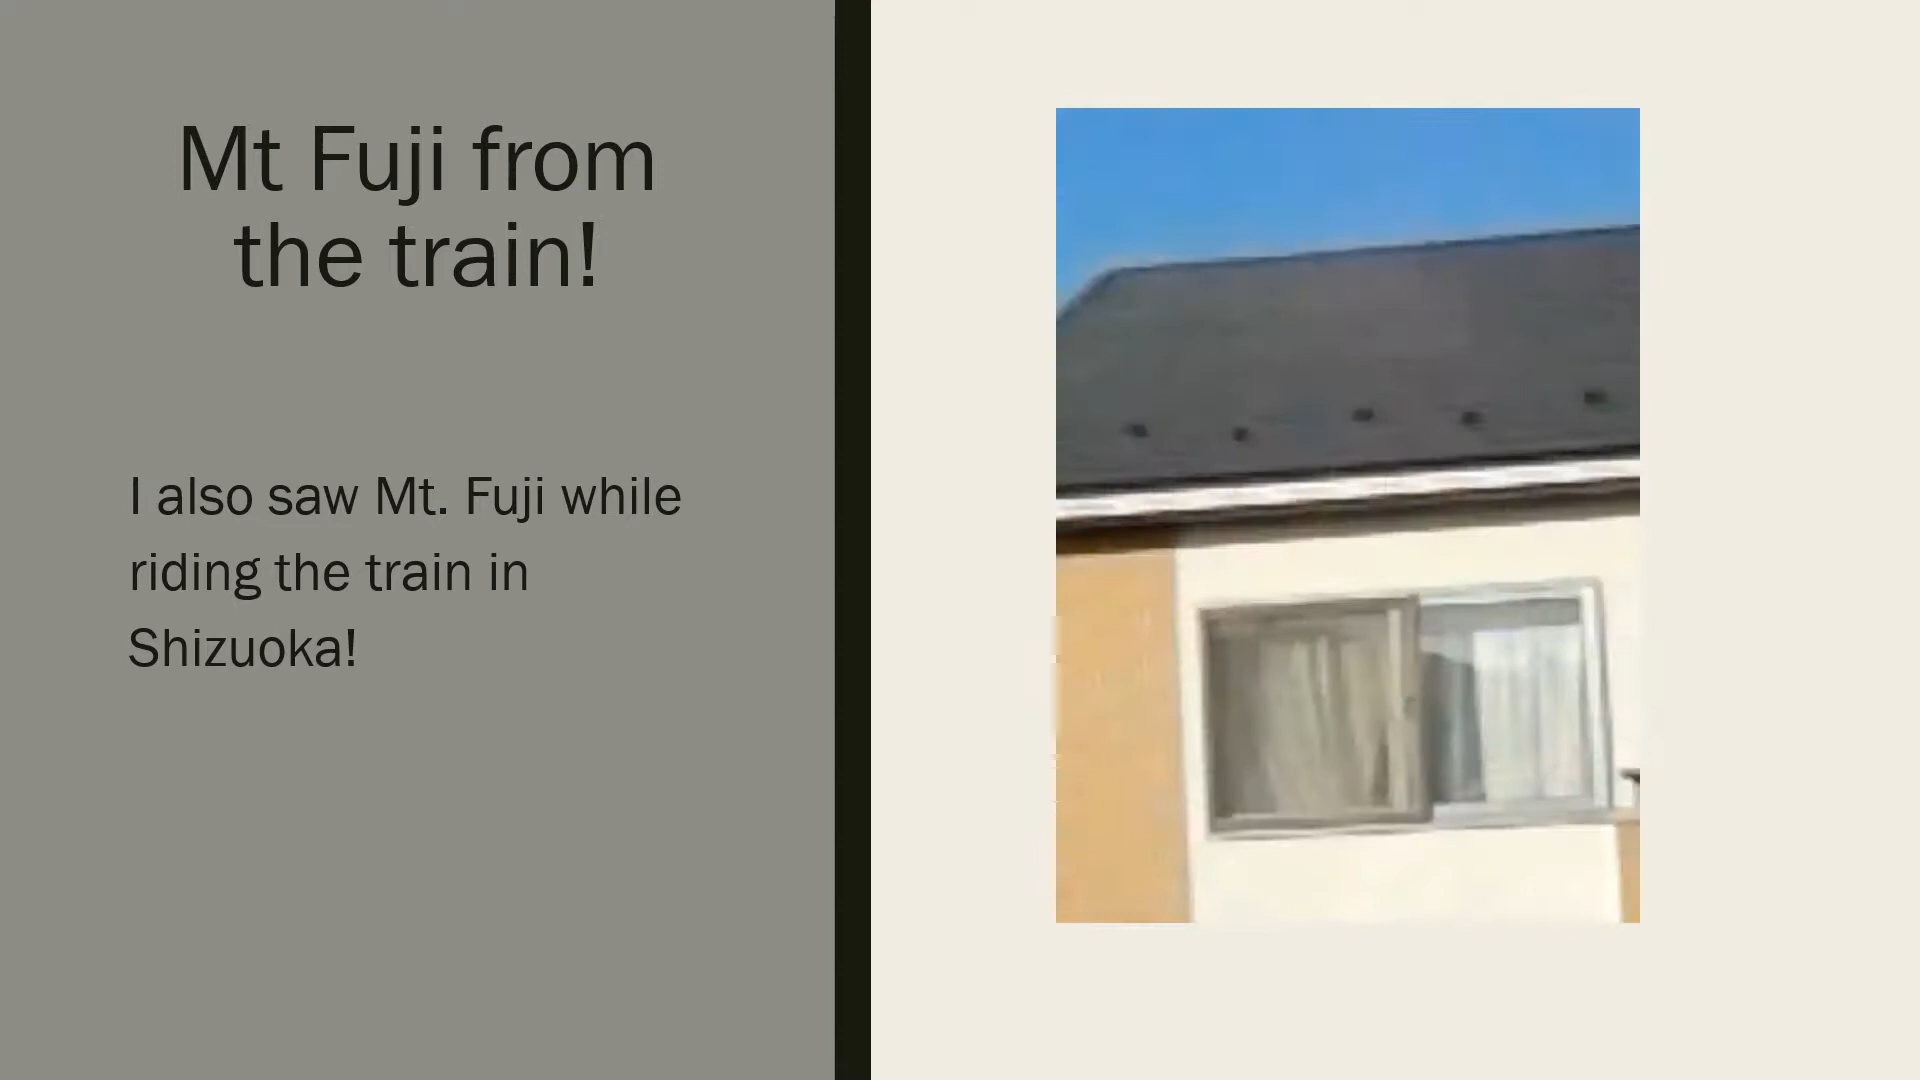 Mt Fuji from
the train!
I also saw Mt. Fuji while
riding the train in
Shizuoka!